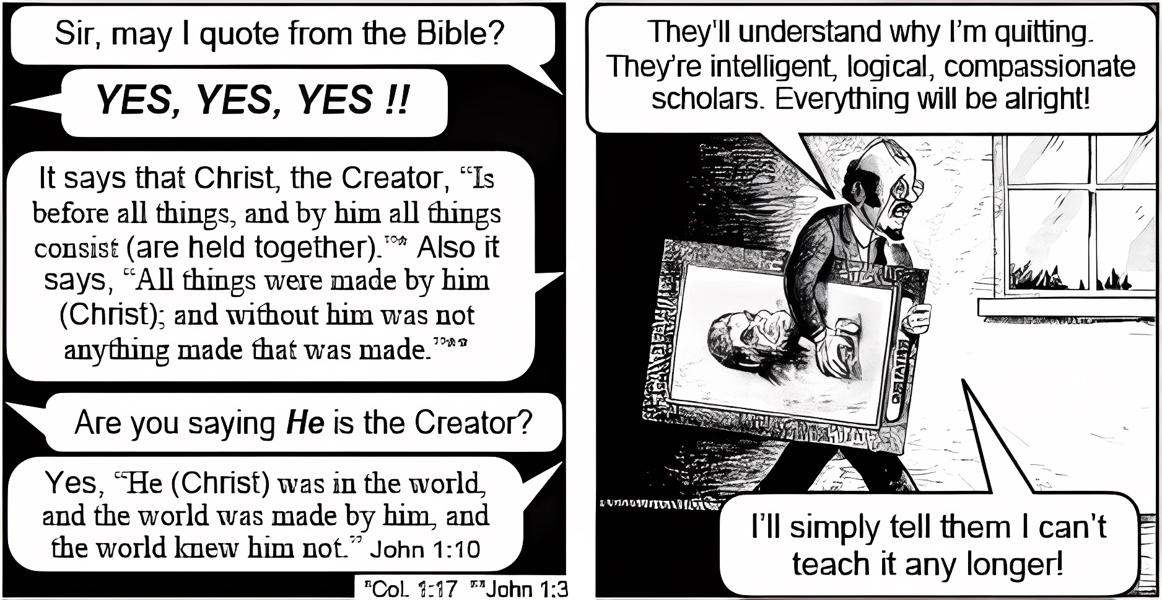 Sir, may I quote from the Bible?
YES, YES, YES !!
It says that Christ, the Creator, “Is
before all things, and by him all things
consist (are held together).” Also it
says, “All things were made by him
(Christ); and without him was not
anything made that was made.”
Are you saying He is the Creator?
Yes, “He (Christ) was in the world,
and the world was made by him, and
the world knew him not.” John 1:10
Col. 1:17 John 1:3
They'll understand why I'm quitting.
They're intelligent, logical, compassionate
scholars. Everything will be alright!
I'll simply tell them I can't
teach it any longer!